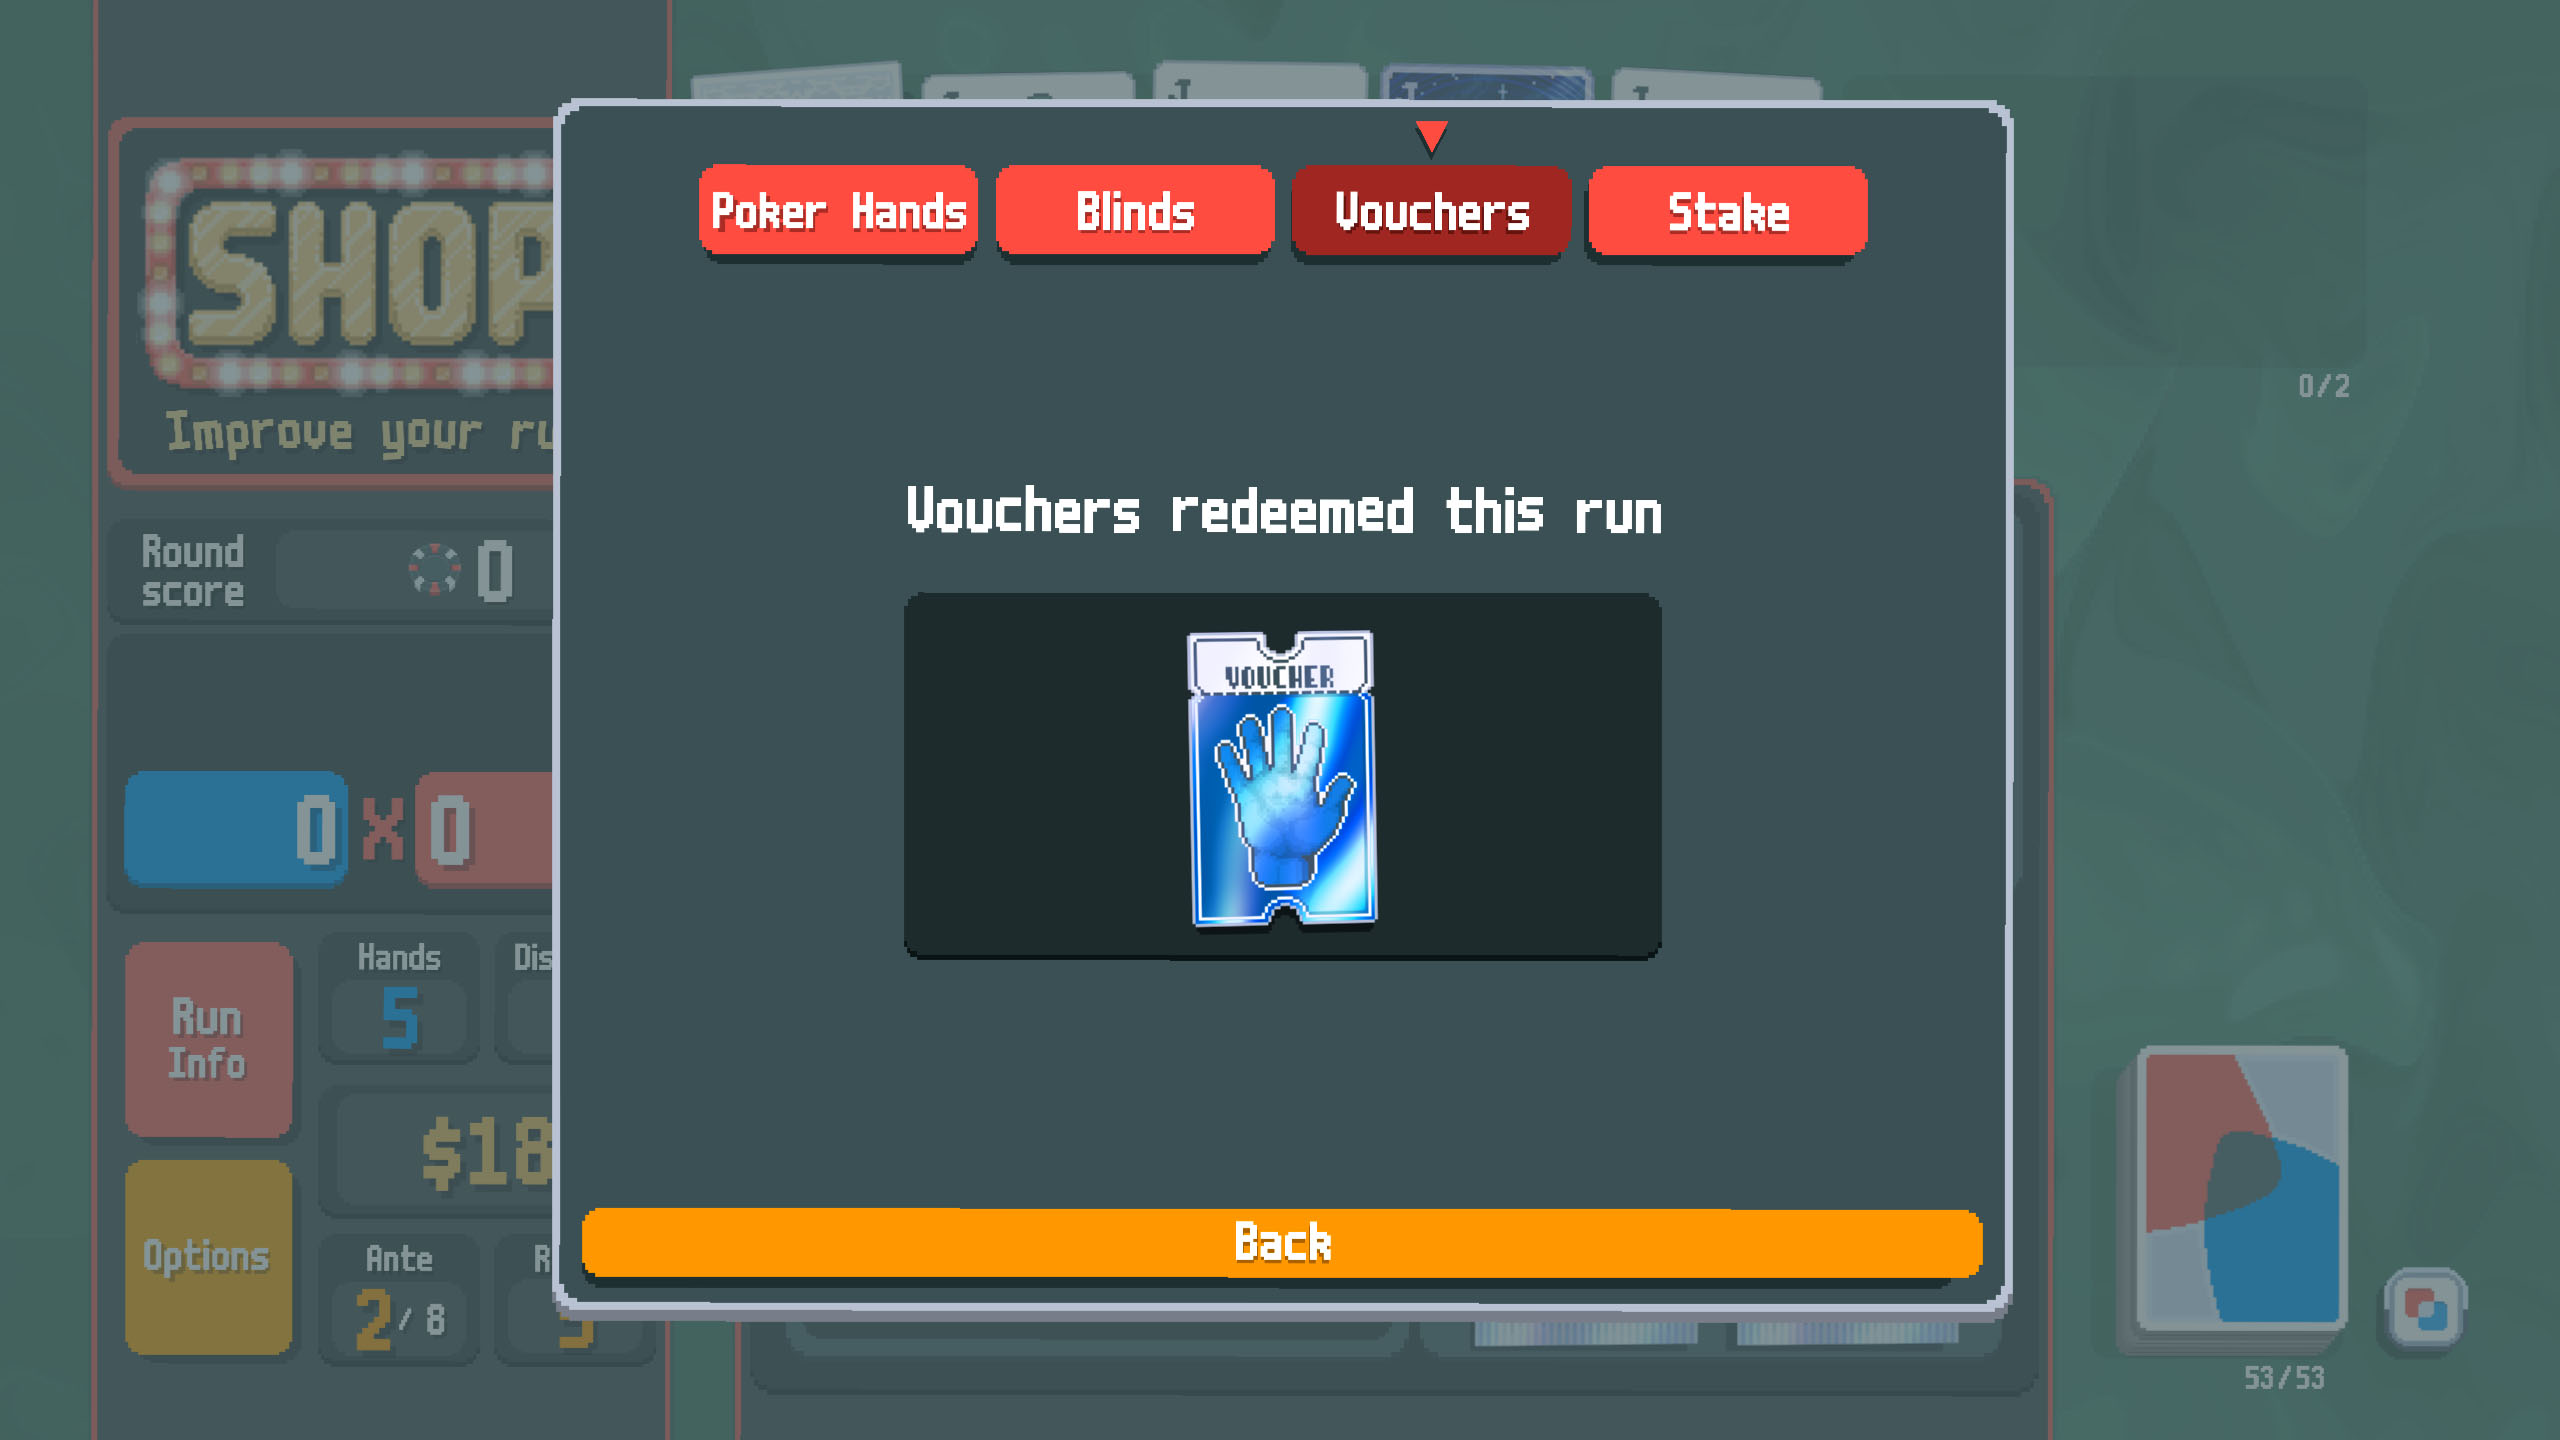 Poker Hands
Blinds
Vouchers
Stake
SHOP
Improve your ru
0/2
Vouchers redeemed this run
Round
score
0
VOUCHER
0 X 0
Hands
5
Dis
Run
Info
$18
Options
Ante
2 / 8
R
Back
53/53